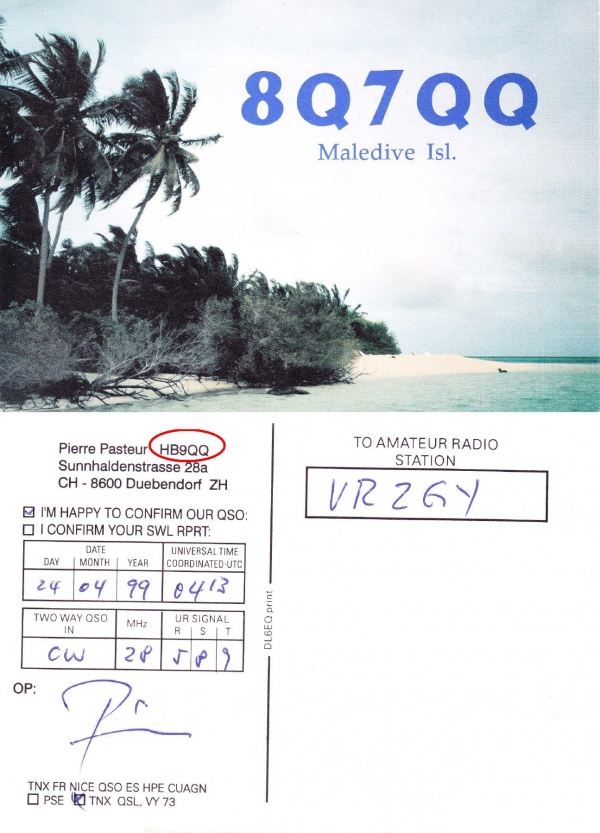 8Q7QQ
Maledive Isl.
Pierre Pasteur HB9QQ
Sunnhaldenstrasse 28a
CH - 8600 Duebendorf ZH
I'M HAPPY TO CONFIRM OUR QSO:
I CONFIRM YOUR SWL RPRT:
DATE
DAY MONTH YEAR
UNIVERSAL TIME
COORDINATED-UTC
24 04 99 0413
TWO WAY QSO
IN
MHz
UR SIGNAL
R S T
CW 28 5 8 9
OP:
TNX FR NICE QSO ES HPE CUAGN
PSE TNX QSL, VY 73
DL6EQ print
TO AMATEUR RADIO
STATION
VR2GY